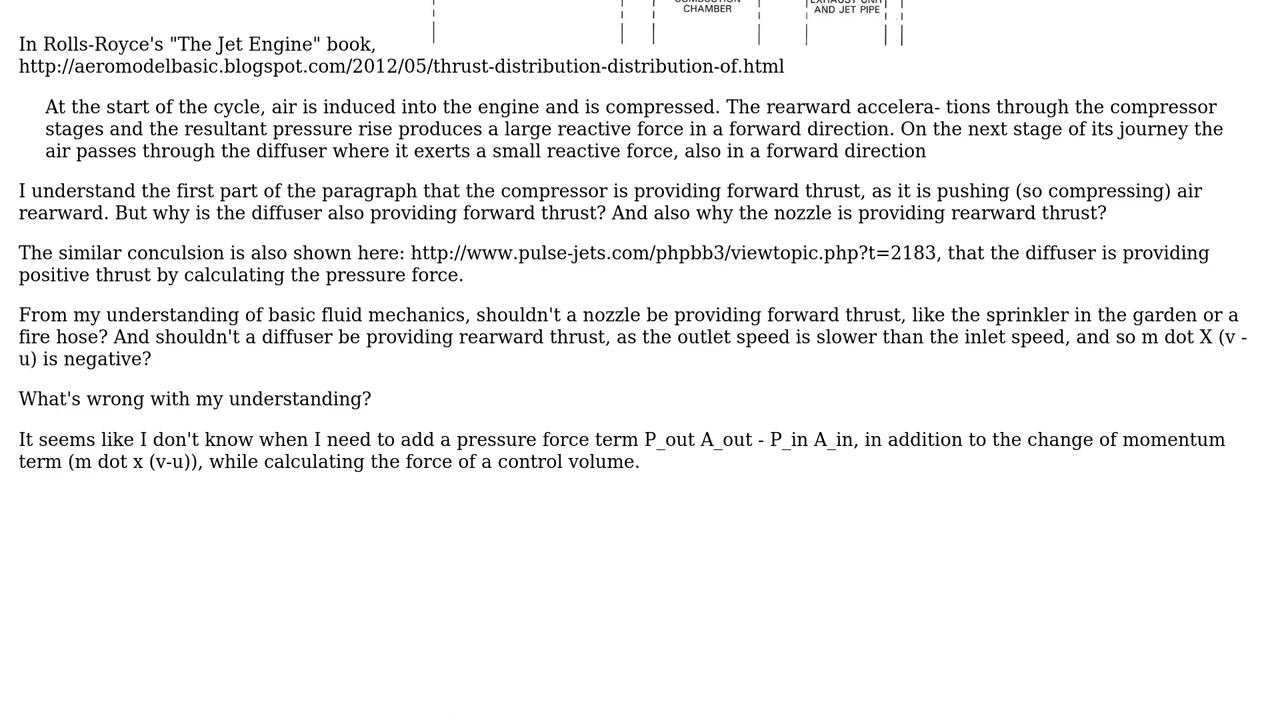 CHAMBER
AND JET PIPE
In Rolls-Royce's "The Jet Engine" book,
http://aeromodelbasic.blogspot.com/2012/05/thrust-distribution-distribution-of.html
At the start of the cycle, air is induced into the engine and is compressed. The rearward accelera- tions through the compressor
stages and the resultant pressure rise produces a large reactive force in a forward direction. On the next stage of its journey the
air passes through the diffuser where it exerts a small reactive force, also in a forward direction
I understand the first part of the paragraph that the compressor is providing forward thrust, as it is pushing (so compressing) air
rearward. But why is the diffuser also providing forward thrust? And also why the nozzle is providing rearward thrust?
The similar conculsion is also shown here: http://www.pulse-jets.com/phpbb3/viewtopic.php?t=2183, that the diffuser is providing
positive thrust by calculating the pressure force.
From my understanding of basic fluid mechanics, shouldn't a nozzle be providing forward thrust, like the sprinkler in the garden or a
fire hose? And shouldn't a diffuser be providing rearward thrust, as the outlet speed is slower than the inlet speed, and so m dot X (v -
u) is negative?
What's wrong with my understanding?
It seems like I don't know when I need to add a pressure force term P_out A_out - P_in A_in, in addition to the change of momentum
term (m dot x (v-u)), while calculating the force of a control volume.